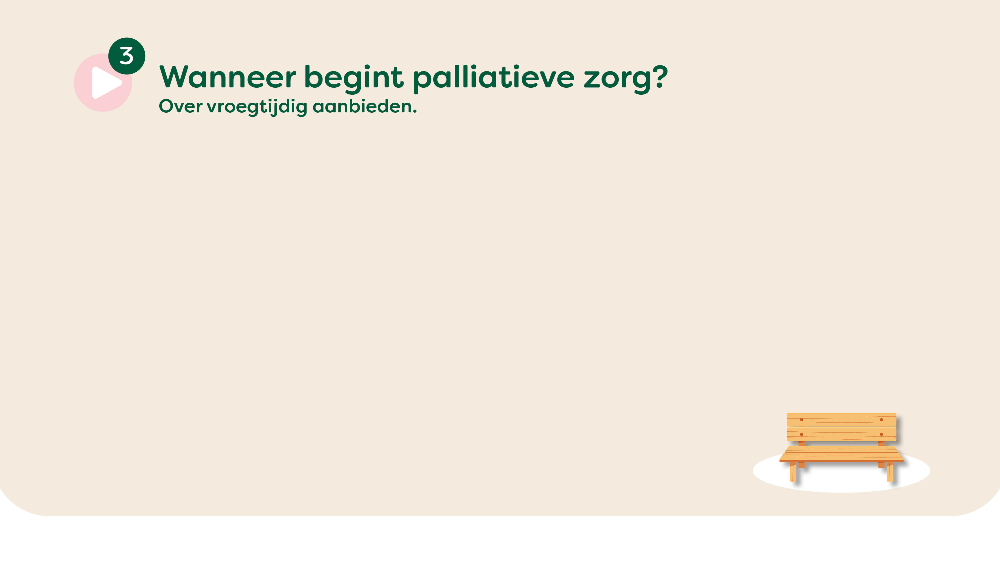 3
Wanneer begint palliatieve zorg?
Over vroegtijdig aanbieden.